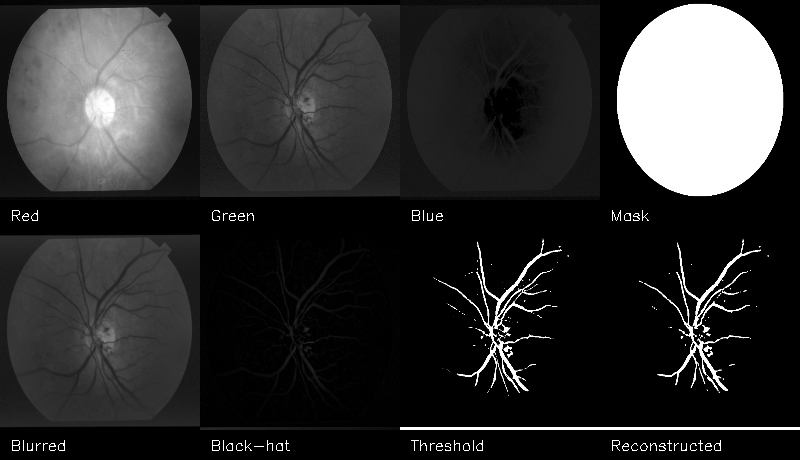 Red
Green
Blue
Mask
Blurred
Black-hat
Threshold
Reconstructed